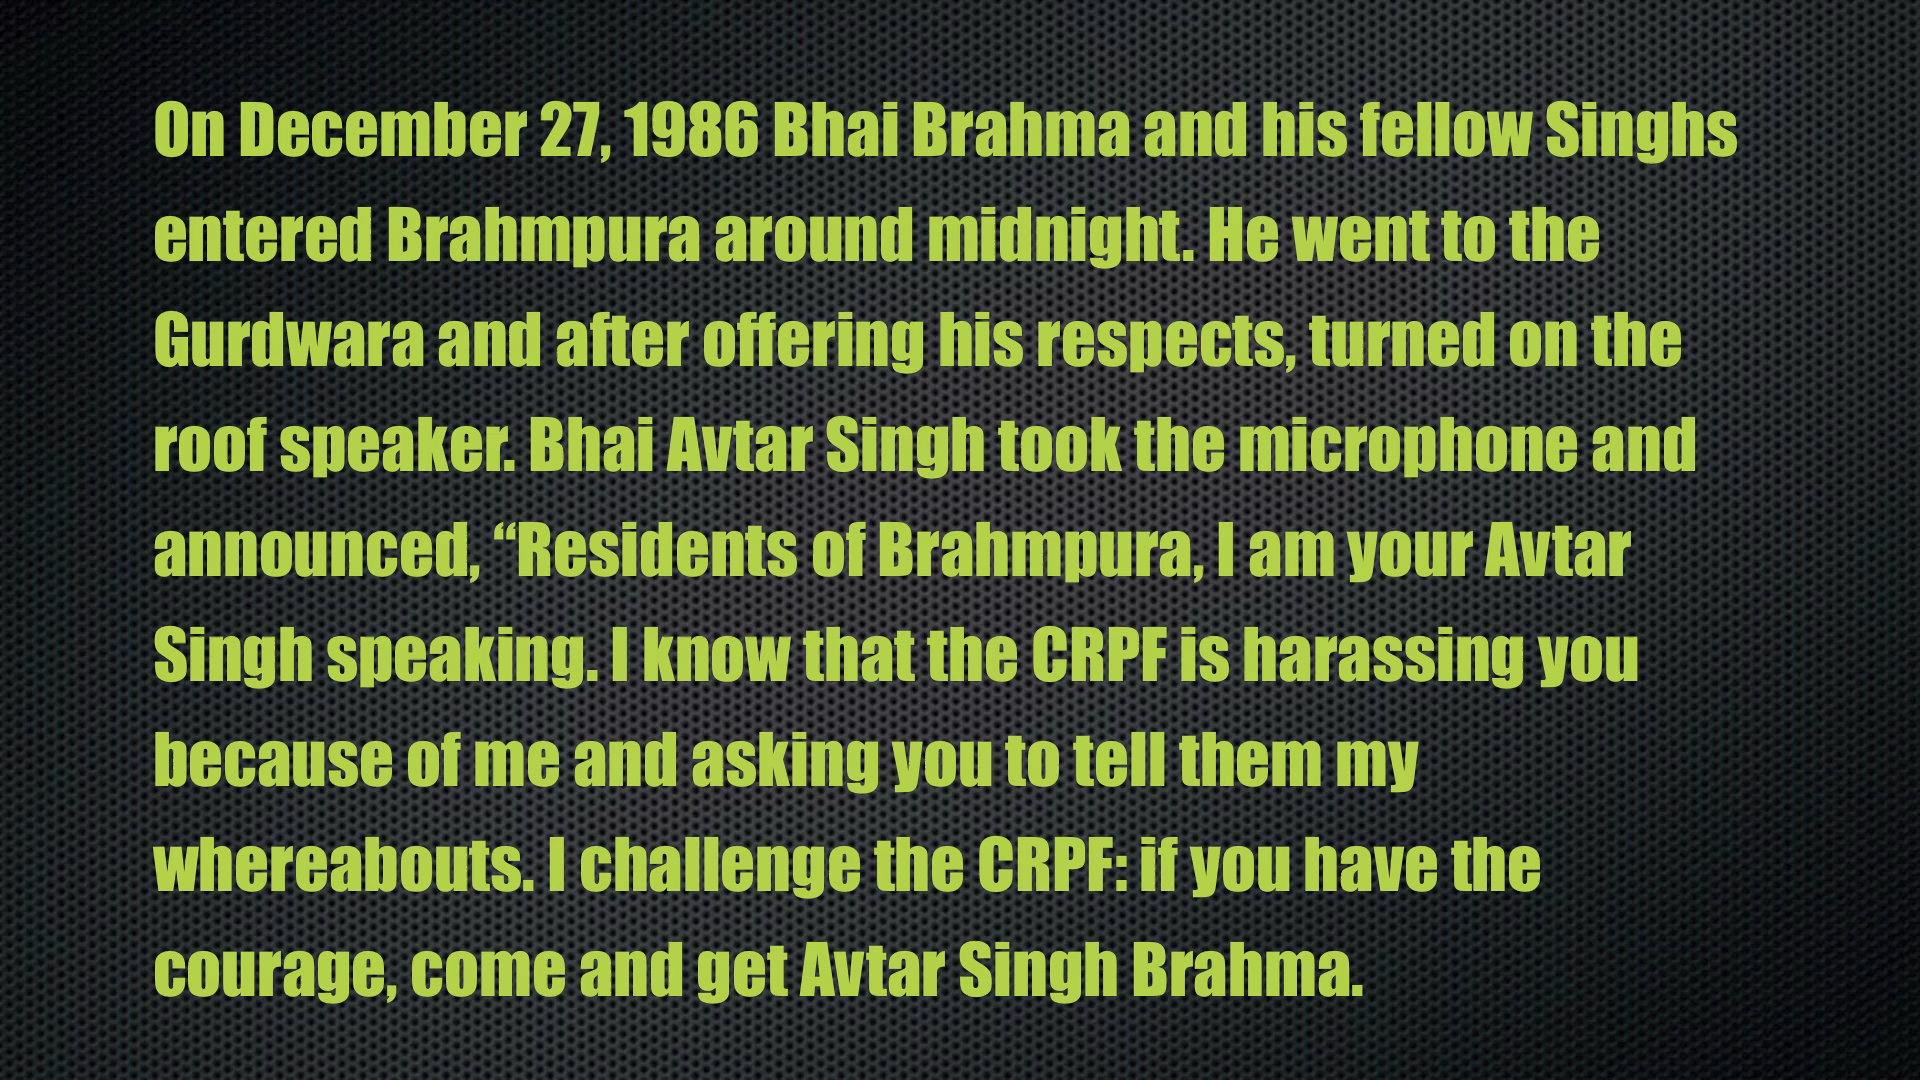 On December 27, 1986 Bhai Brahma and his fellow Singhs
entered Brahmpura around midnight. He went to the
Gurdwara and after offering his respects, turned on the
roof speaker. Bhai Avtar Singh took the microphone and
announced, “Residents of Brahmpura, I am your Avtar
Singh speaking. I know that the CRPF is harassing you
because of me and asking you to tell them my
whereabouts. I challenge the CRPF: if you have the
courage, come and get Avtar Singh Brahma.